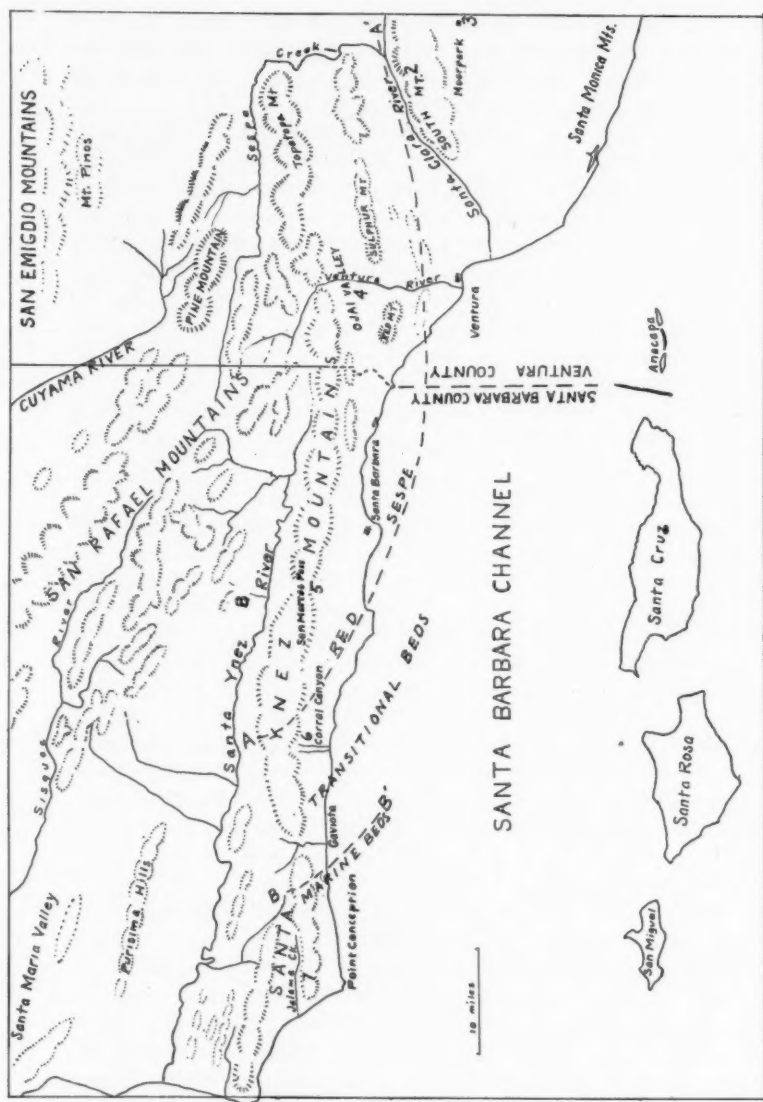 SAN EMIGDIO MOUNTAINS
Mt. Pinos
CUYAMA RIVER
PINE MOUNTAIN
SAN RAFAEL MOUNTAINS
Sespe Creek
Topatopa Mt
Santa Maria Valley
Sisquoc River
Purisima Hills
Santa Ynez River
B
SANTA YNEZ MOUNTAINS
San Marcos Pass
5
OJAI VALLEY
4
SULPHUR MT.
RED MT.
Ventura River
Santa Clara River
A'
SOUTH MT.
2
Moorpark
3
Santa Monica Mts.
Ventura
A
RED SESPE
6
Corral Canyon
Santa Barbara
TRANSITIONAL BEDS
Gaviota
B
MARINE BEDS
B'
Jalama Ck.
7
Point Conception
SANTA BARBARA COUNTY
VENTURA COUNTY
SANTA BARBARA CHANNEL
10 miles
San Miguel
Santa Rosa
Santa Cruz
Anacapa